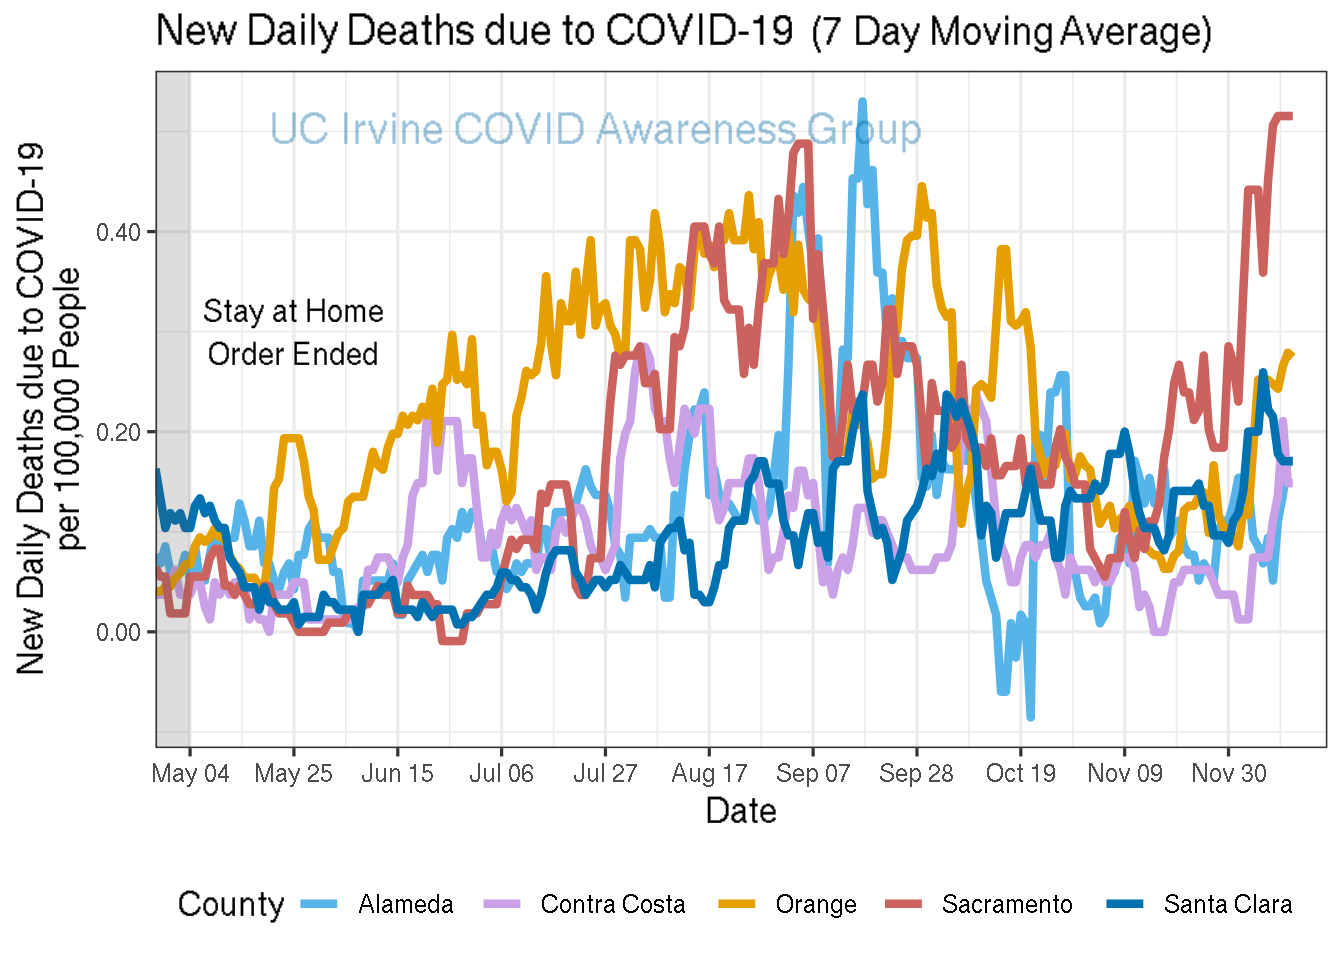 New Daily Deaths due to COVID-19 (7 Day Moving Average)
UC Irvine COVID Awareness Group
New Daily Deaths due to COVID-19
per 100,000 People
0.40
0.20
0.00
Stay at Home
Order Ended
May 04 May 25 Jun 15 Jul 06 Jul 27 Aug 17 Sep 07 Sep 28 Oct 19 Nov 09 Nov 30
Date
County Alameda Contra Costa Orange Sacramento Santa Clara